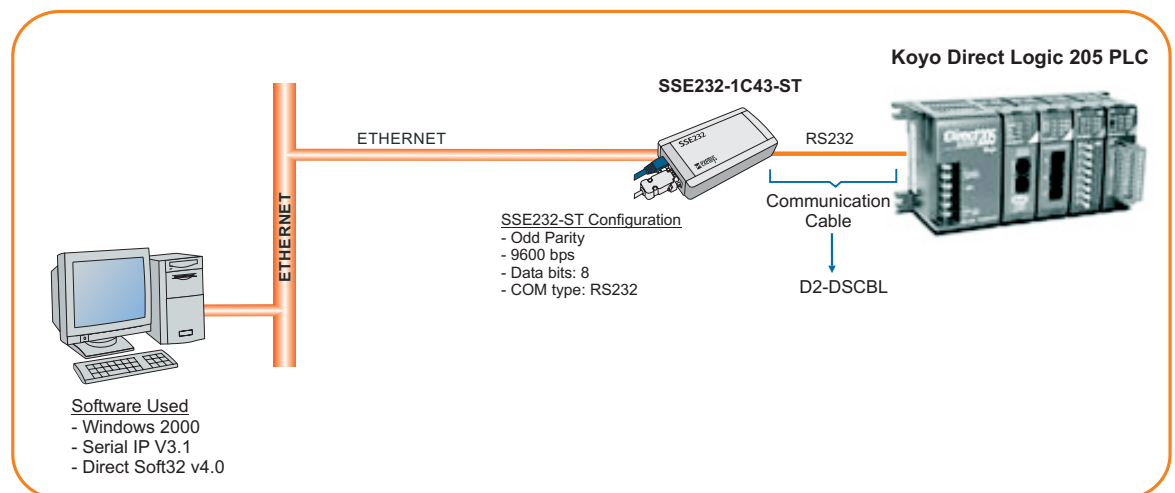 Koyo Direct Logic 205 PLC
SSE232-1C43-ST
ETHERNET
RS232
SSE232
ETHERNET
Communication
Cable
D2-DSCBL
SSE232-ST Configuration
- Odd Parity
- 9600 bps
- Data bits: 8
- COM type: RS232
Software Used
- Windows 2000
- Serial IP V3.1
- Direct Soft32 v4.0